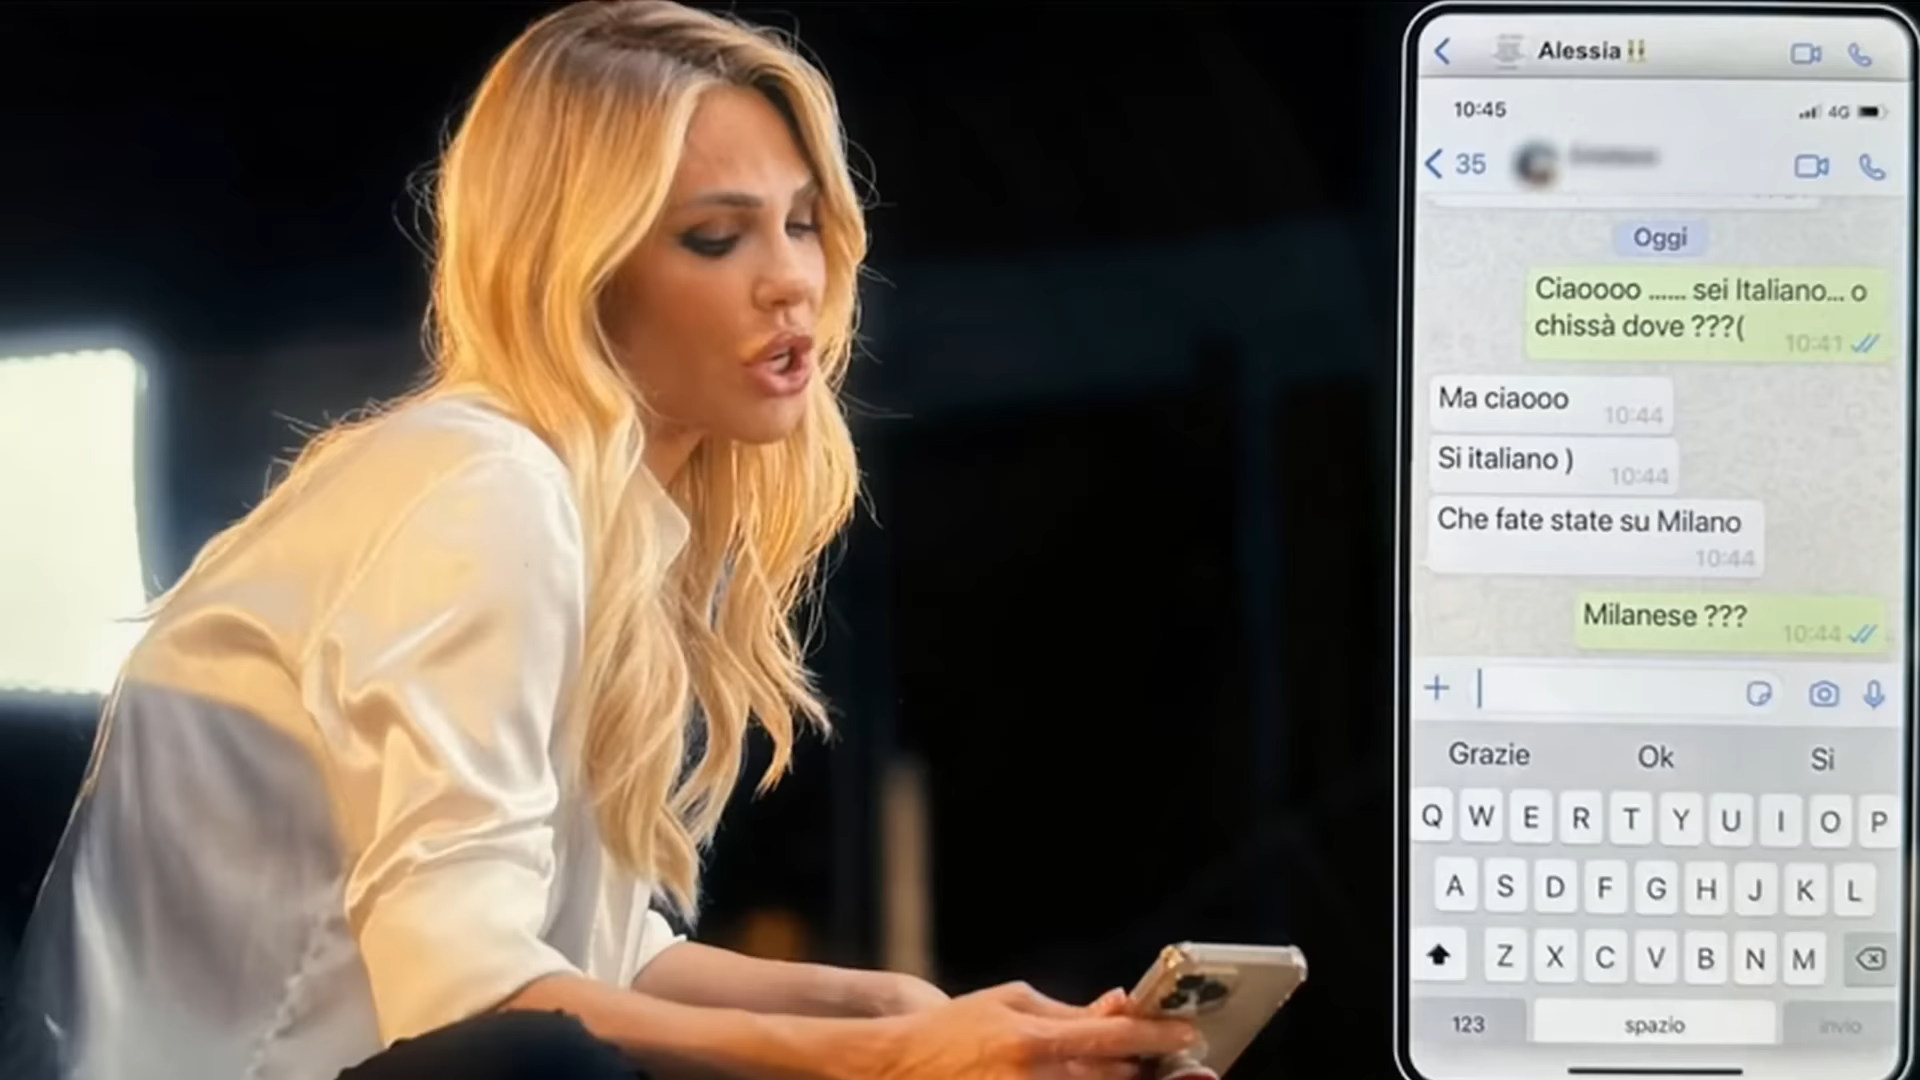 Alessia
10:45
4G
35
Oggi
Ciaoooo ...... sei Italiano... o
chissà dove ???(
10:41
Ma ciaooo
10:44
Si italiano )
10:44
Che fate state su Milano
10:44
Milanese ???
10:44
Grazie Ok Si
Q W E R T Y U I O P
A S D F G H J K L
Z X C V B N M
123 spazio invio